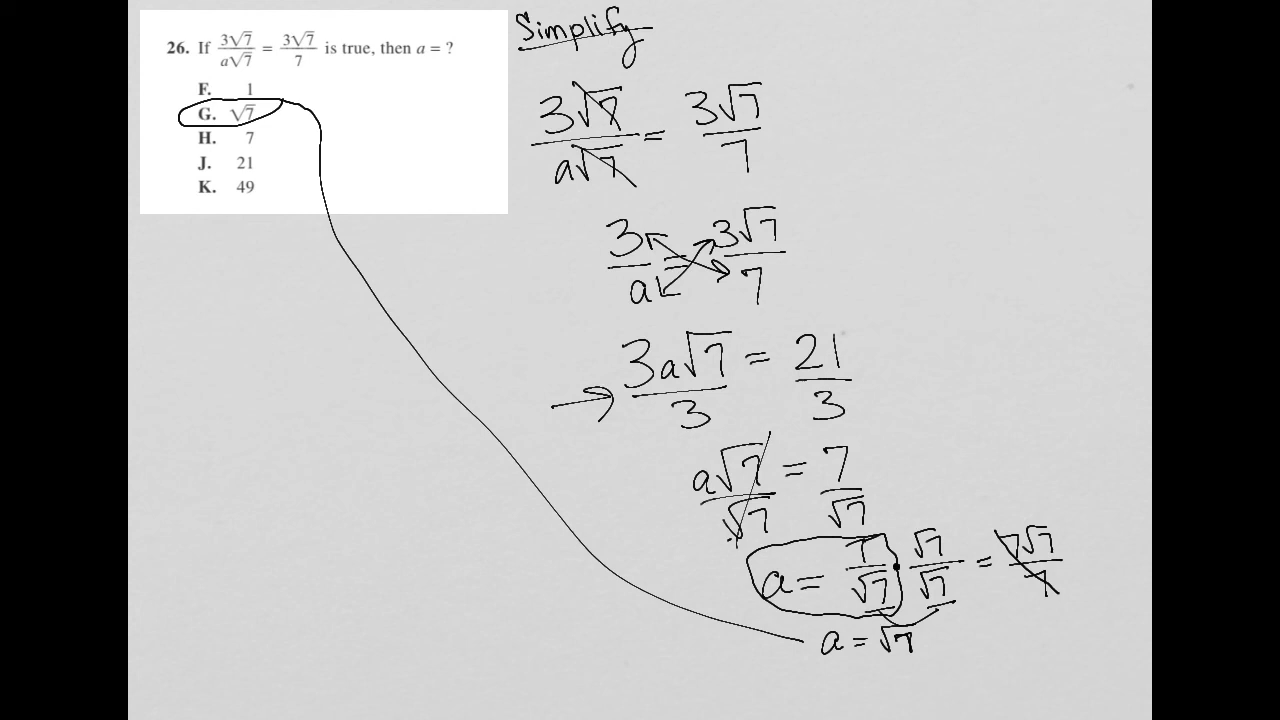 26. If 3√7/a√7 = 3√7/7 is true, then a = ?
F. 1
G. √7
H. 7
J. 21
K. 49
Simplify
3√7/a√7 = 3√7/7
3/a = 3√7/7
→ 3a√7/3 = 21/3
a√7/√7 = 7/√7
a = 7/√7 · √7/√7 = 7√7/7
a = √7